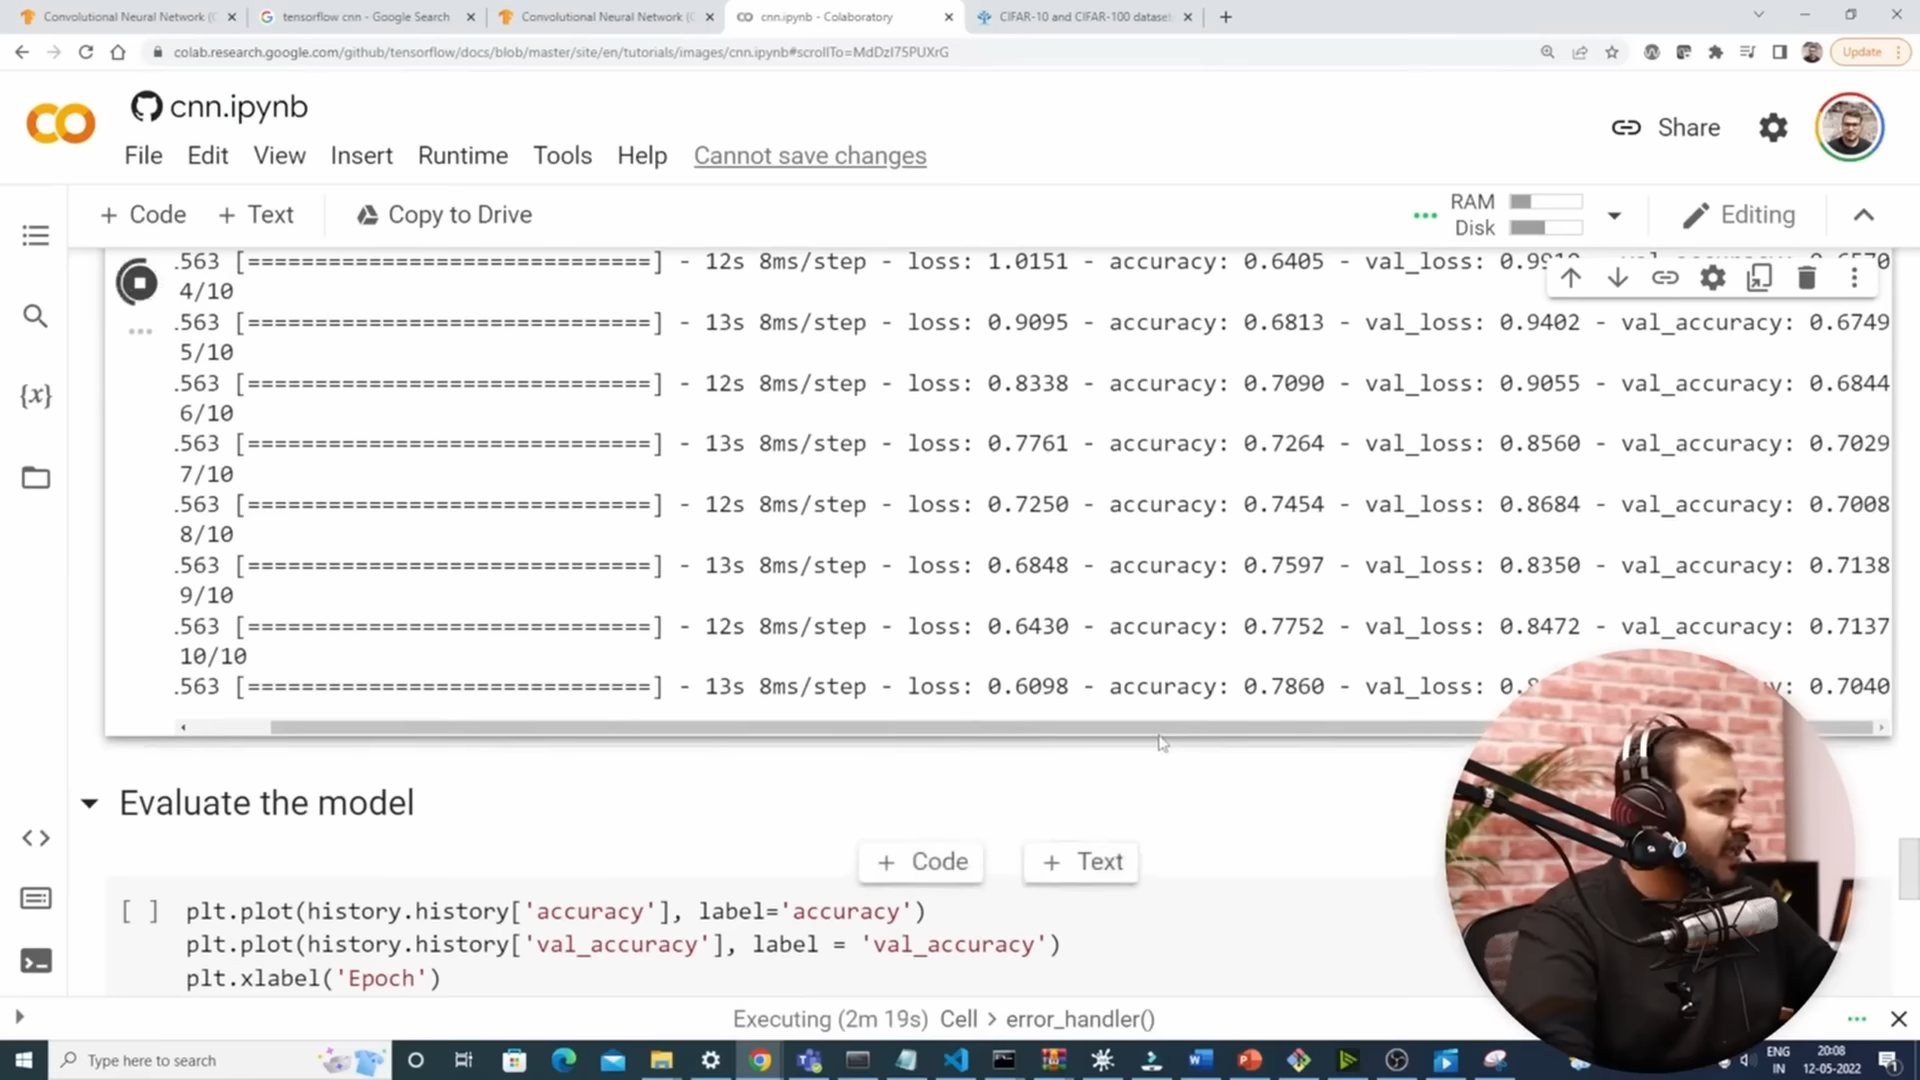 Convolutional Neural Network (C
tensorflow cnn - Google Search
Convolutional Neural Network (C
cnn.ipynb - Colaboratory
CIFAR-10 and CIFAR-100 dataset
colab.research.google.com/github/tensorflow/docs/blob/master/site/en/tutorials/images/cnn.ipynb#scrollTo=MdDzI75PUXrG
Update
cnn.ipynb
Share
File Edit View Insert Runtime Tools Help Cannot save changes
+ Code + Text Copy to Drive
RAM
Disk
Editing
.563 [==============================] - 12s 8ms/step - loss: 1.0151 - accuracy: 0.6405 - val_loss:
4/10
.563 [==============================] - 13s 8ms/step - loss: 0.9095 - accuracy: 0.6813 - val_loss: 0.9402 - val_accuracy: 0.6749
5/10
.563 [==============================] - 12s 8ms/step - loss: 0.8338 - accuracy: 0.7090 - val_loss: 0.9055 - val_accuracy: 0.6844
6/10
.563 [==============================] - 13s 8ms/step - loss: 0.7761 - accuracy: 0.7264 - val_loss: 0.8560 - val_accuracy: 0.7029
7/10
.563 [==============================] - 12s 8ms/step - loss: 0.7250 - accuracy: 0.7454 - val_loss: 0.8684 - val_accuracy: 0.7008
8/10
.563 [==============================] - 13s 8ms/step - loss: 0.6848 - accuracy: 0.7597 - val_loss: 0.8350 - val_accuracy: 0.7138
9/10
.563 [==============================] - 12s 8ms/step - loss: 0.6430 - accuracy: 0.7752 - val_loss: 0.8472 - val_accuracy: 0.7137
10/10
.563 [==============================] - 13s 8ms/step - loss: 0.6098 - accuracy: 0.7860 - val_loss: 0.7040
Evaluate the model
+ Code + Text
[ ] plt.plot(history.history['accuracy'], label='accuracy')
plt.plot(history.history['val_accuracy'], label = 'val_accuracy')
plt.xlabel('Epoch')
Executing (2m 19s) Cell > error_handler()
Type here to search
ENG
IN
20:08
12-05-2022